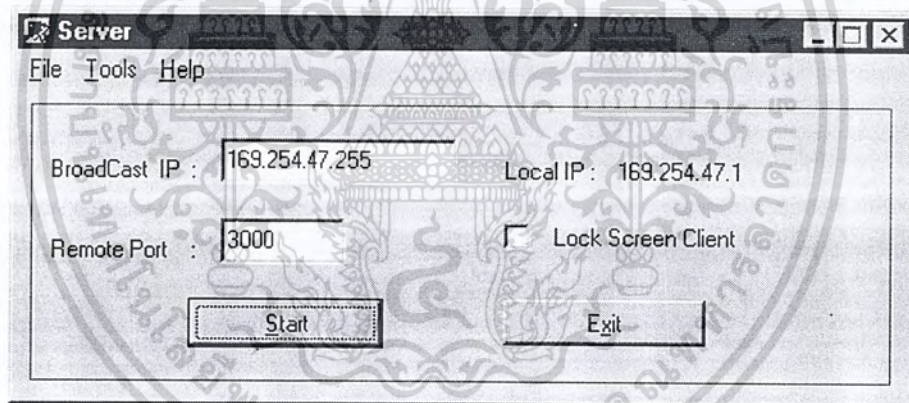 Server
File Tools Help
BroadCast IP : 169.254.47.255
Local IP : 169.254.47.1
Remote Port : 3000
Lock Screen Client
Start
Exit